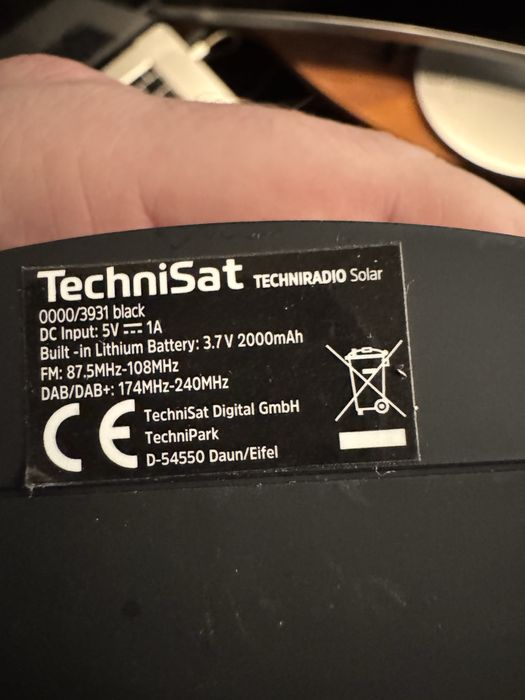 TechniSat TECHNIRADIO Solar
0000/3931 black
DC Input: 5V ⎓ 1A
Built -in Lithium Battery: 3.7V 2000mAh
FM: 87.5MHz-108MHz
DAB/DAB+: 174MHz-240MHz
CE
TechniSat Digital GmbH
TechniPark
D-54550 Daun/Eifel